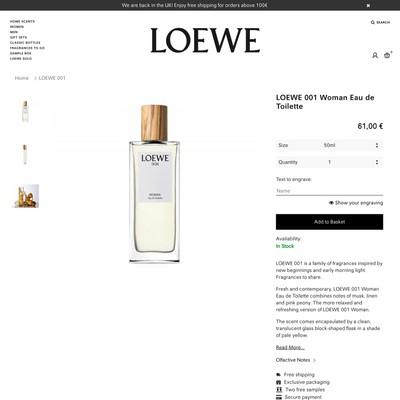 We are back in the UK! Enjoy free shipping for orders above 100€
HOME SCENTS
WOMEN
MEN
GIFT SETS
CLASSIC BOTTLES
FRAGRANCES TO GO
SAMPLE BOX
LOEWE SOLO
LOEWE
SEARCH
0
Home > LOEWE 001
LOEWE
001
WOMAN
LOEWE 001 Woman Eau de
Toilette
61,00 €
Size 50ml
Quantity 1
Text to engrave:
Name
Show your engraving
Add to Basket
Availability:
In Stock
LOEWE 001 is a family of fragrances inspired by
new beginnings and early morning light.
Fragrances to share.
Fresh and contemporary, LOEWE 001 Woman
Eau de Toilette combines notes of musk, linen
and pink peony. The more relaxed and
refreshing version of LOEWE 001 Woman.
The scent comes encapsulated by a clean,
translucent glass block-shaped flask in a shade
of pale yellow.
Read More...
Olfactive Notes >
Free shipping
Exclusive packaging
Two free samples
Secure payment